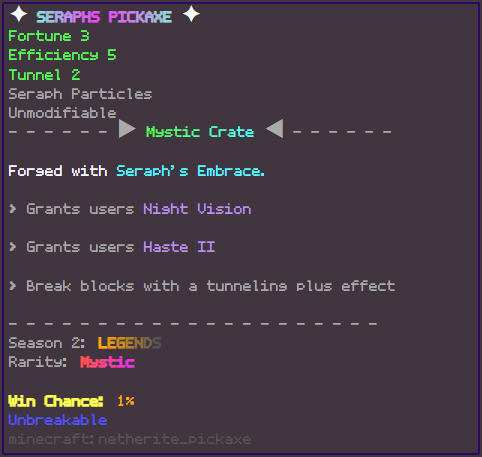 ✦ SERAPHS PICKAXE ✦
Fortune 3
Efficiency 5
Tunnel 2
Seraph Particles
Unmodifiable
- - - - - - ▶ Mystic Crate ◀ - - - - - -
Forged with Seraph's Embrace.
> Grants users Night Vision
> Grants users Haste II
> Break blocks with a tunneling plus effect
- - - - - - - - - - - - - - - - - - - - -
Season 2: LEGENDS
Rarity: Mystic
Win Chance: 1%
Unbreakable
minecraft:netherite_pickaxe